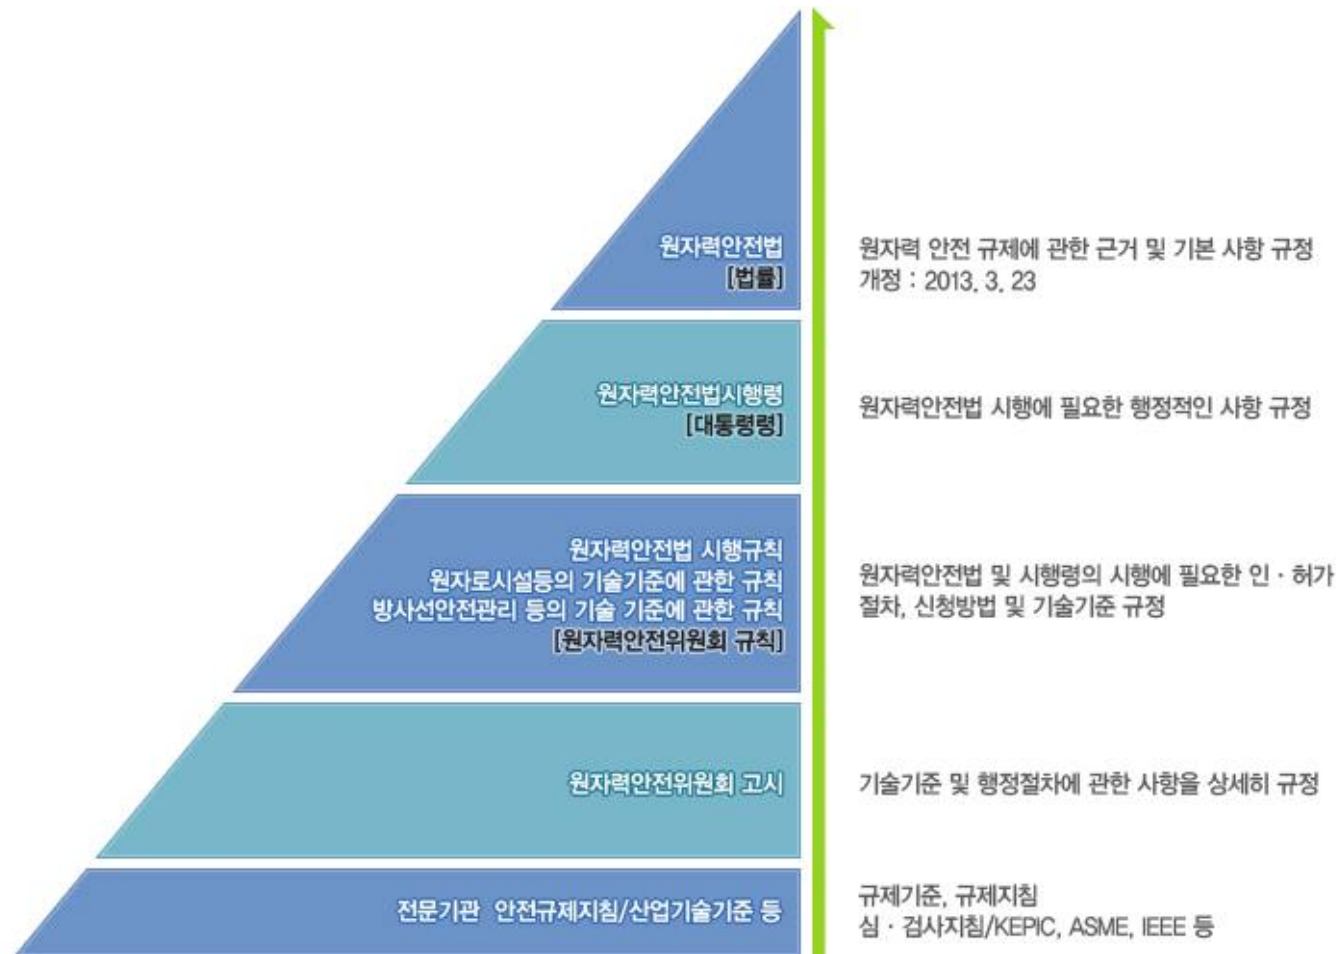 원자력안전법
[법률]
원자력 안전 규제에 관한 근거 및 기본 사항 규정
개정 : 2013. 3. 23
원자력안전법시행령
[대통령령]
원자력안전법 시행에 필요한 행정적인 사항 규정
원자력안전법 시행규칙
원자로시설등의 기술기준에 관한 규칙
방사선안전관리 등의 기술 기준에 관한 규칙
[원자력안전위원회 규칙]
원자력안전법 및 시행령의 시행에 필요한 인 · 허가
절차, 신청방법 및 기술기준 규정
원자력안전위원회 고시
기술기준 및 행정절차에 관한 사항을 상세히 규정
전문기관 안전규제지침/산업기술기준 등
규제기준, 규제지침
심 · 검사지침/KEPIC, ASME, IEEE 등